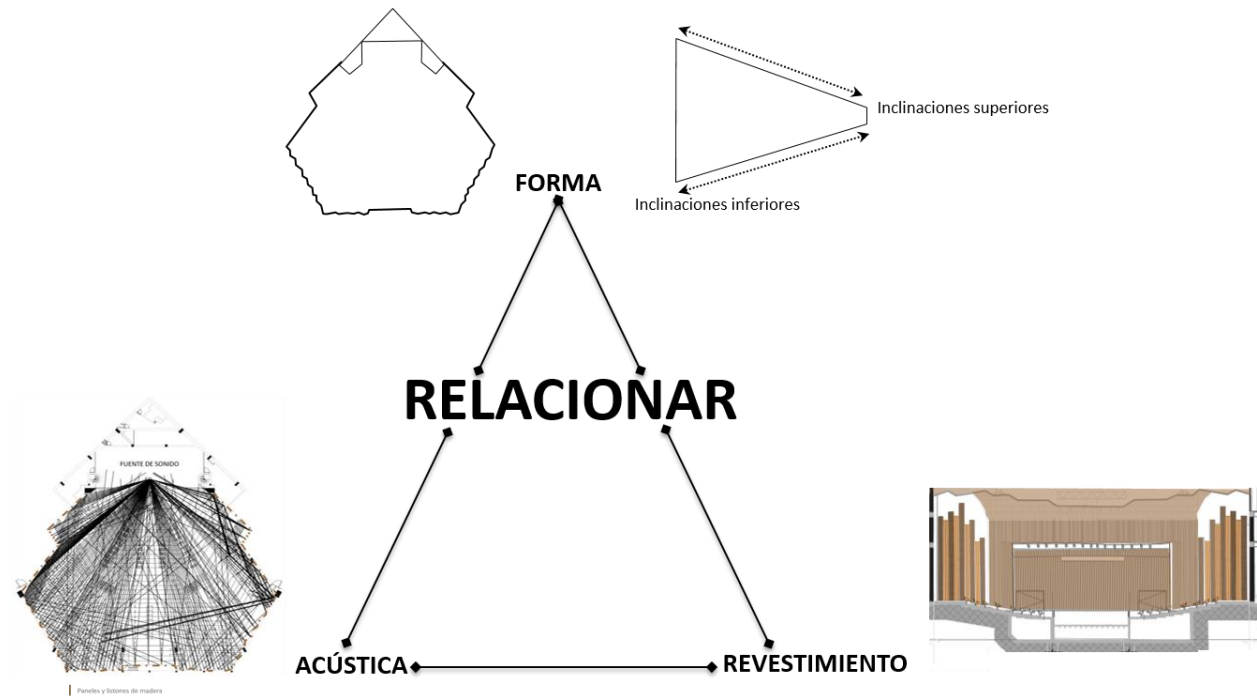 Inclinaciones superiores
FORMA
Inclinaciones inferiores
RELACIONAR
FUENTE DE SONIDO
ACÚSTICA
REVESTIMIENTO
Paneles y listones de madera